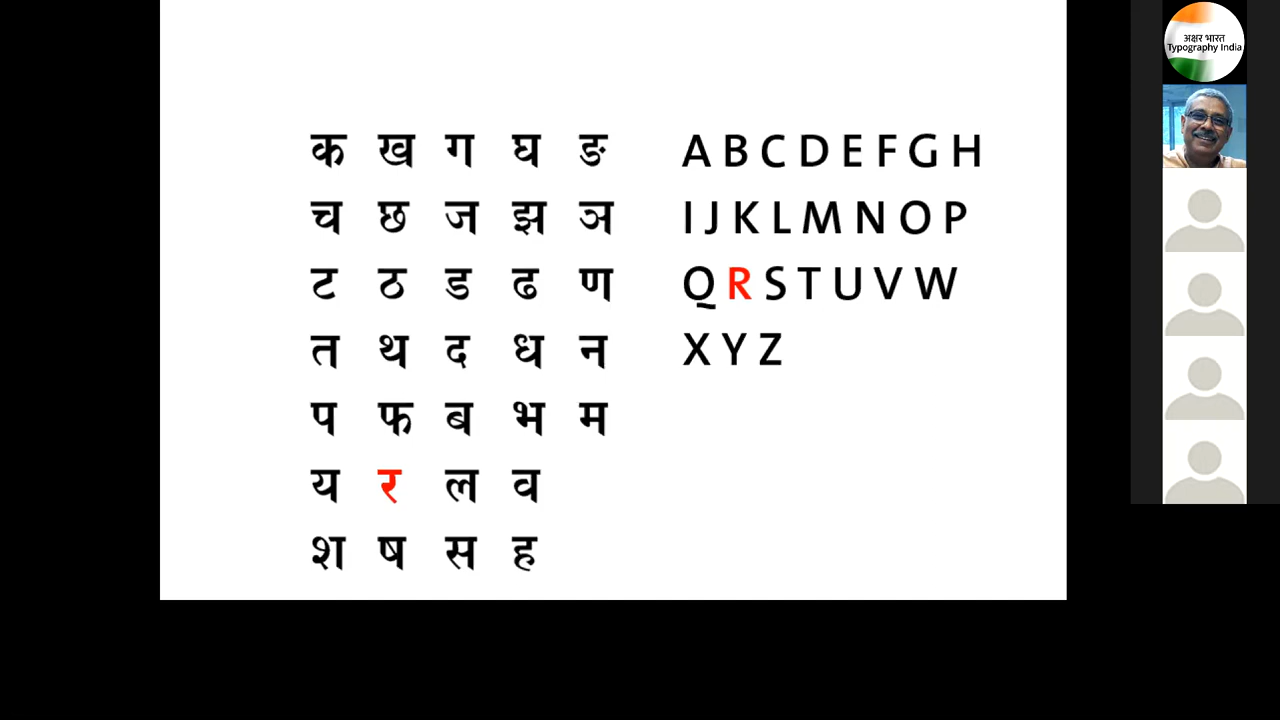 क ख ग घ ङ
च छ ज झ ञ
ट ठ ड ढ ण
त थ द ध न
प फ ब भ म
य र ल व
श ष स ह
A B C D E F G H
I J K L M N O P
Q R S T U V W
X Y Z
अक्षर भारत
Typography India